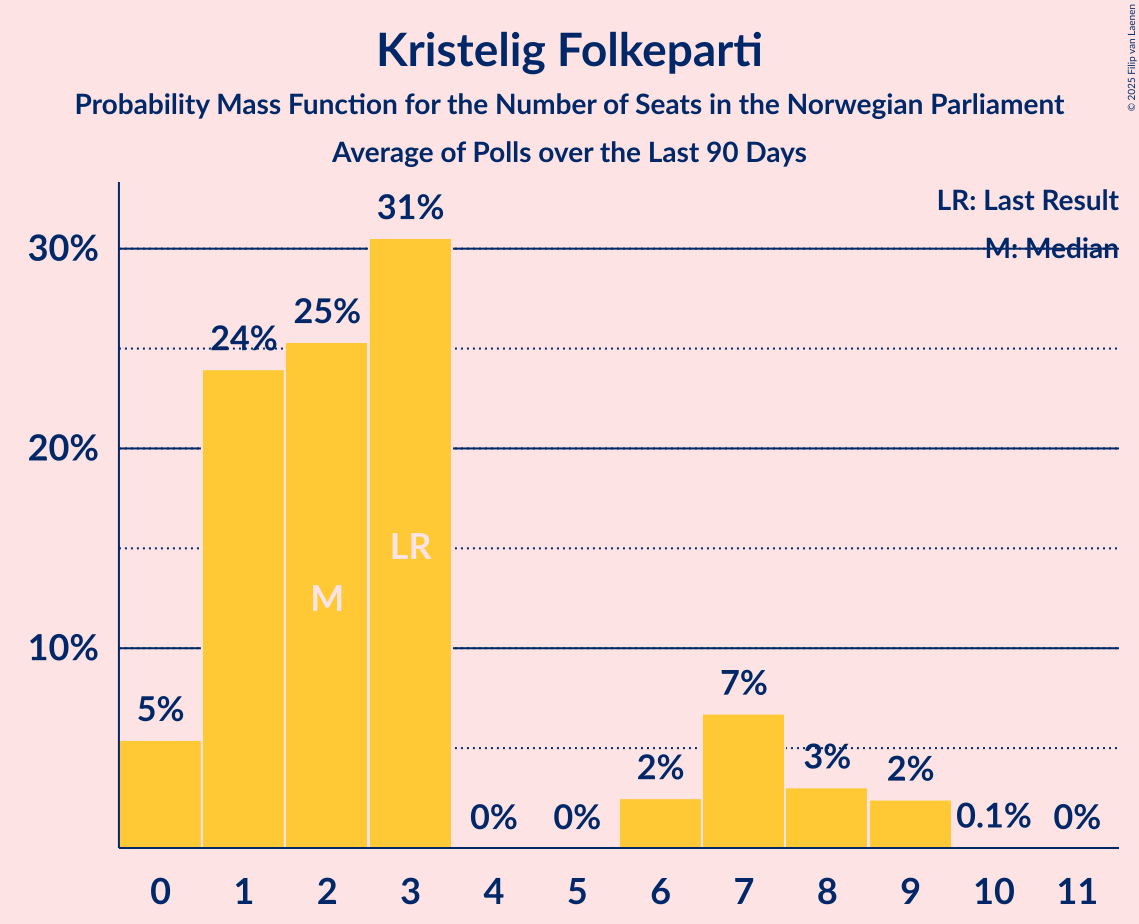 Kristelig Folkeparti
Probability Mass Function for the Number of Seats in the Norwegian Parliament
Average of Polls over the Last 90 Days
© 2025 Filip van Laenen
LR: Last Result
M: Median
30%
20%
10%
5%
24%
25%
31%
0%
0%
2%
7%
3%
2%
0.1%
0%
M
LR
0 1 2 3 4 5 6 7 8 9 10 11